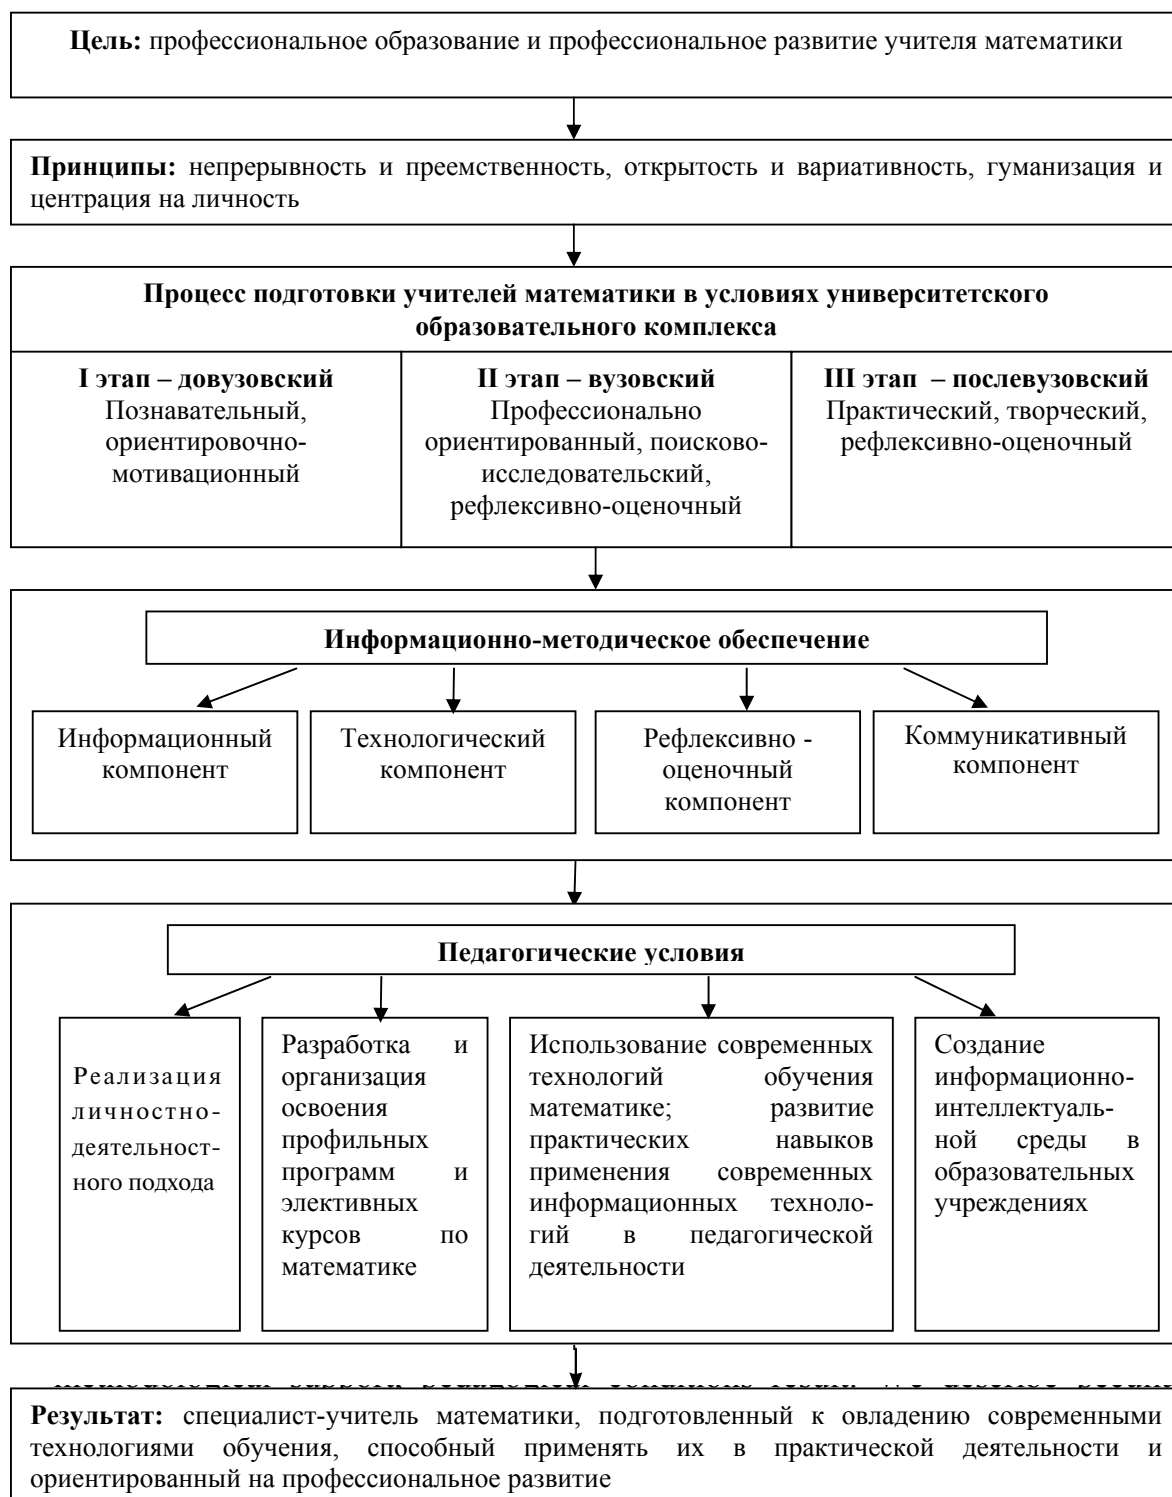 Цель: профессиональное образование и профессиональное развитие учителя математики
Принципы: непрерывность и преемственность, открытость и вариативность, гуманизация и
центрация на личность
Процесс подготовки учителей математики в условиях университетского
образовательного комплекса
I этап – довузовский
Познавательный,
ориентировочно-
мотивационный
II этап – вузовский
Профессионально
ориентированный, поисково-
исследовательский,
рефлексивно-оценочный
III этап – послевузовский
Практический, творческий,
рефлексивно-оценочный
Информационно-методическое обеспечение
Информационный
компонент
Технологический
компонент
Рефлексивно -
оценочный
компонент
Коммуникативный
компонент
Педагогические условия
Реализация
личностно-
деятельност-
ного подхода
Разработка и
организация
освоения
профильных
программ и
элективных
курсов по
математике
Использование современных
технологий обучения
математике; развитие
практических навыков
применения современных
информационных техноло-
гий в педагогической
деятельности
Создание
информационно-
интеллектуаль-
ной среды в
образовательных
учреждениях
Результат: специалист-учитель математики, подготовленный к овладению современными
технологиями обучения, способный применять их в практической деятельности и
ориентированный на профессиональное развитие